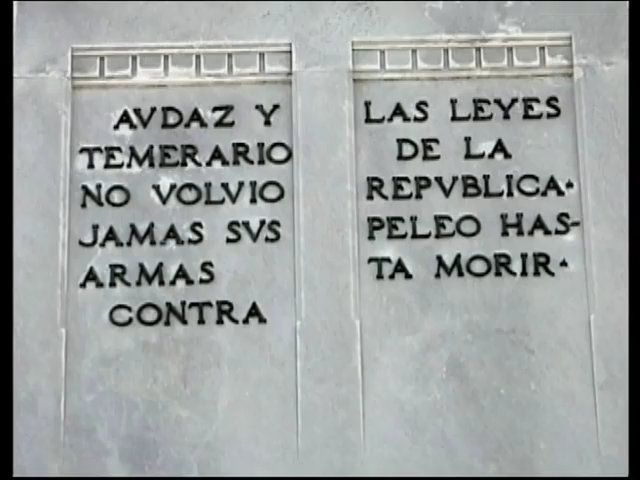 AVDAZ Y
TEMERARIO
NO VOLVIO
JAMAS SVS
ARMAS
CONTRA
LAS LEYES
DE LA
REPVBLICA·
PELEO HAS-
TA MORIR·